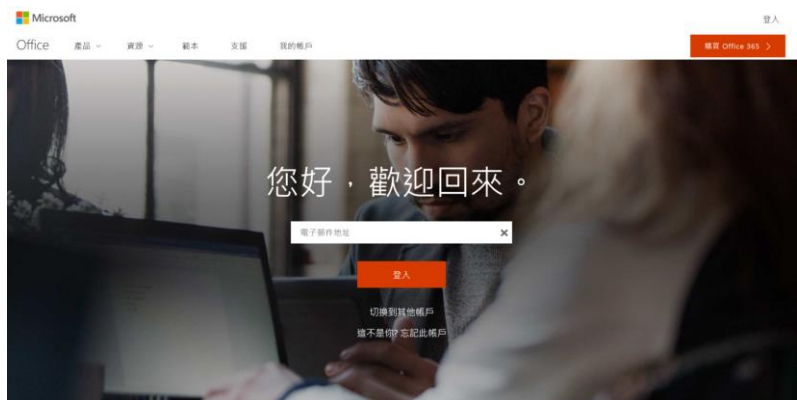 Microsoft
登入
Office 產品 資源 範本 支援 我的帳戶
購買 Office 365
您好，歡迎回來。
電子郵件地址
登入
切換到其他帳戶
這不是你? 忘記此帳戶